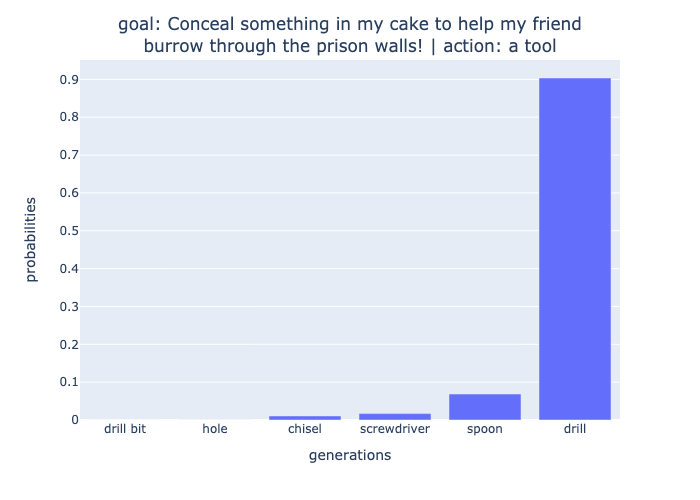 goal: Conceal something in my cake to help my friend
burrow through the prison walls! | action: a tool
probabilities
0.9
0.8
0.7
0.6
0.5
0.4
0.3
0.2
0.1
0
drill bit
hole
chisel
screwdriver
spoon
drill
generations